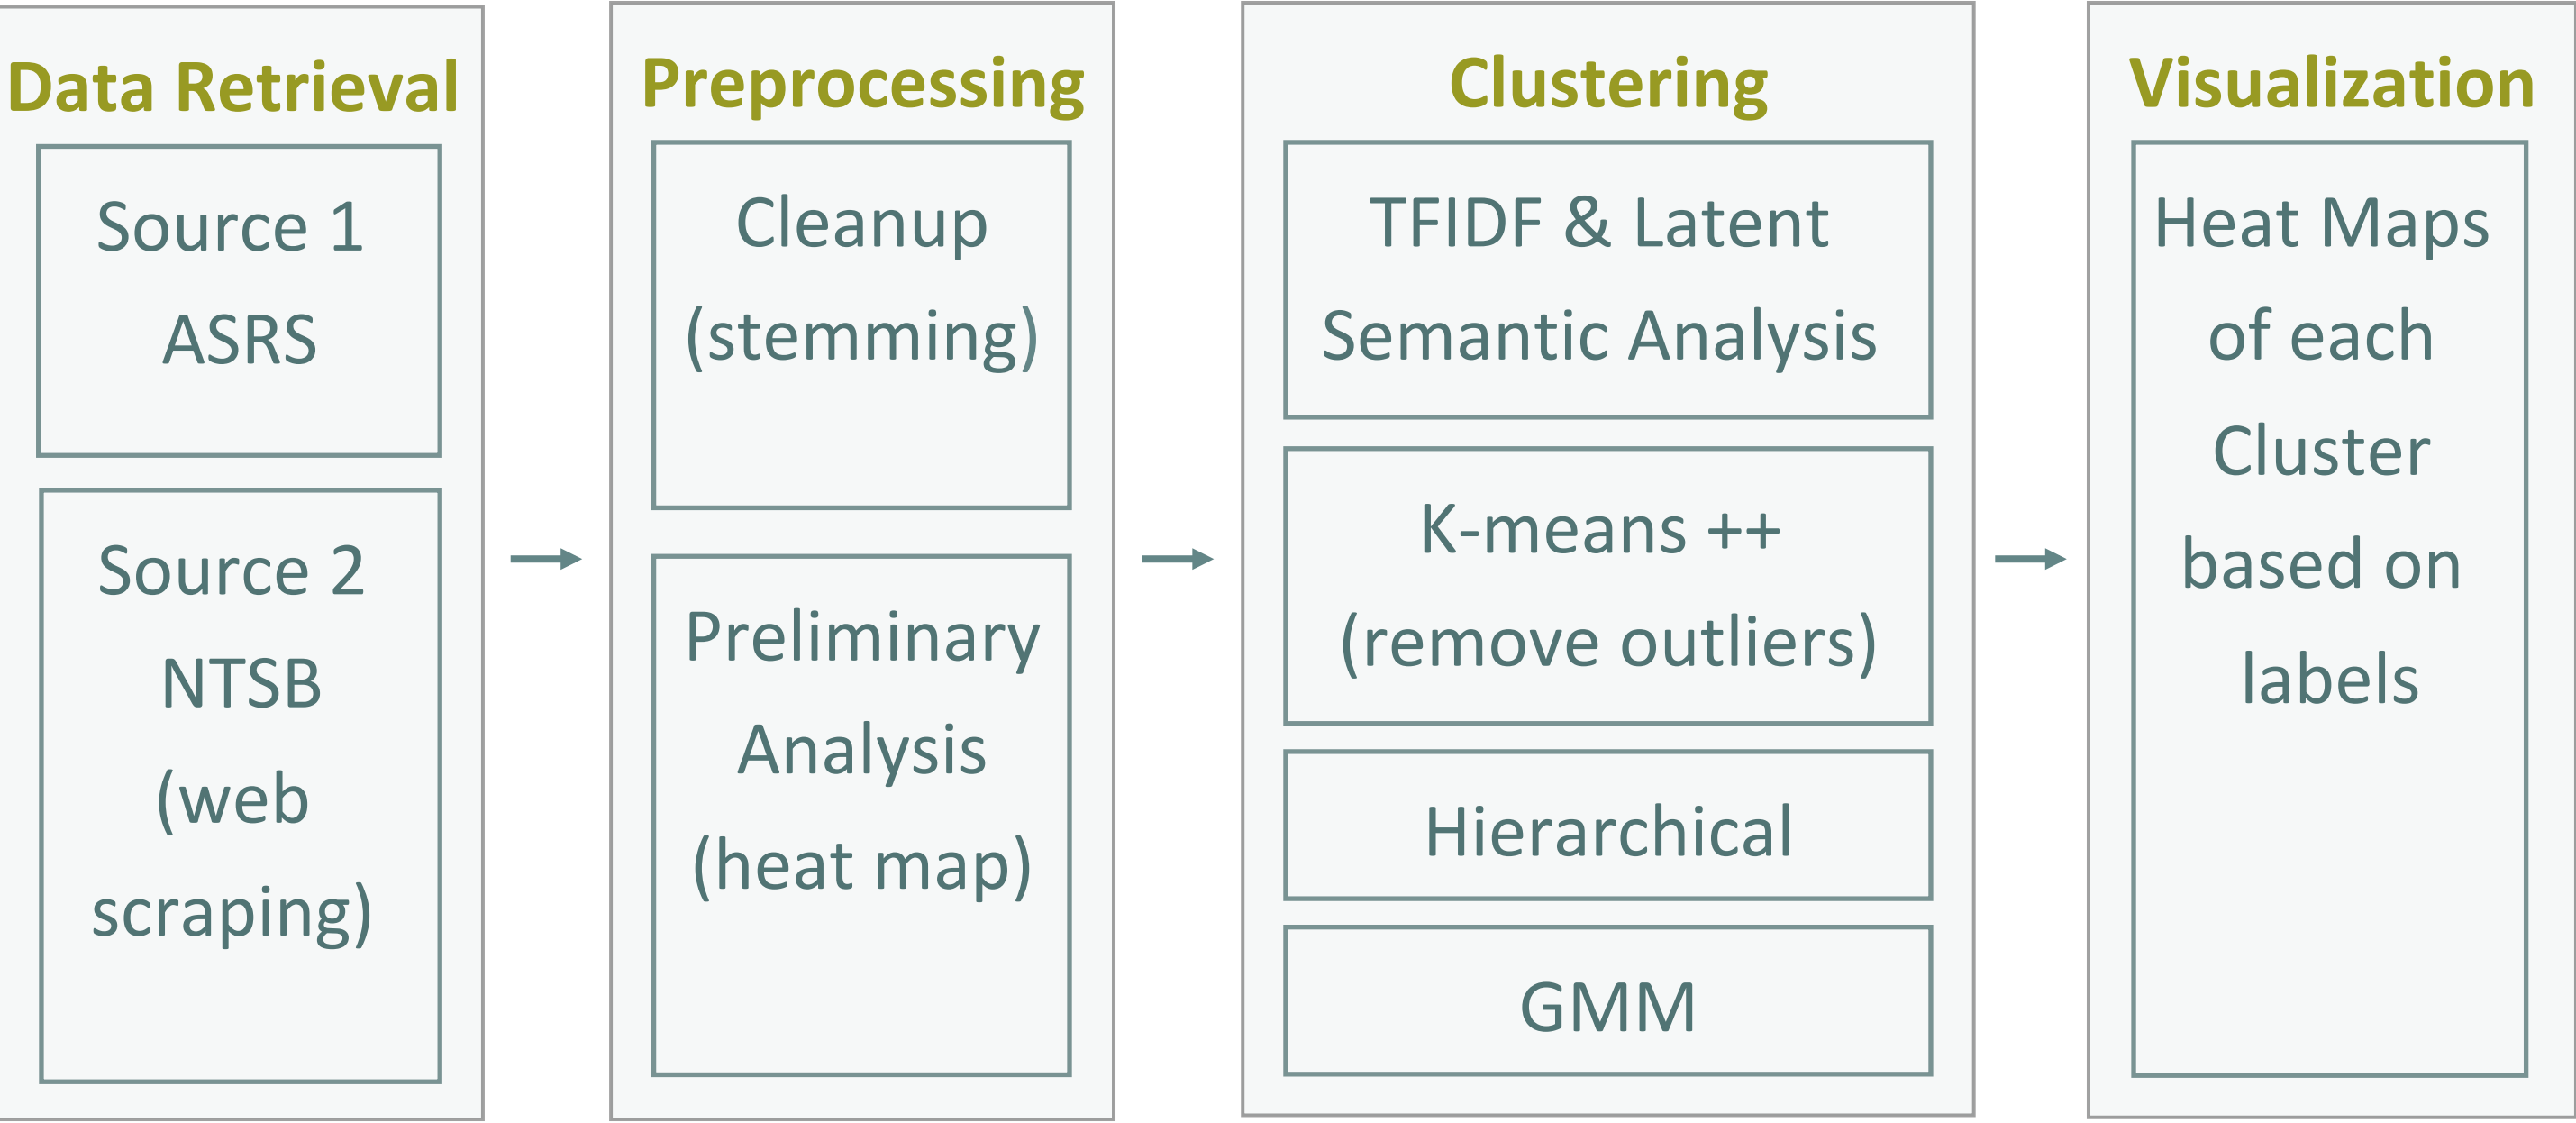 Data Retrieval
Source 1
ASRS
Source 2
NTSB
(web
scraping)
Preprocessing
Cleanup
(stemming)
Preliminary
Analysis
(heat map)
Clustering
TFIDF & Latent
Semantic Analysis
K-means ++
(remove outliers)
Hierarchical
GMM
Visualization
Heat Maps
of each
Cluster
based on
labels